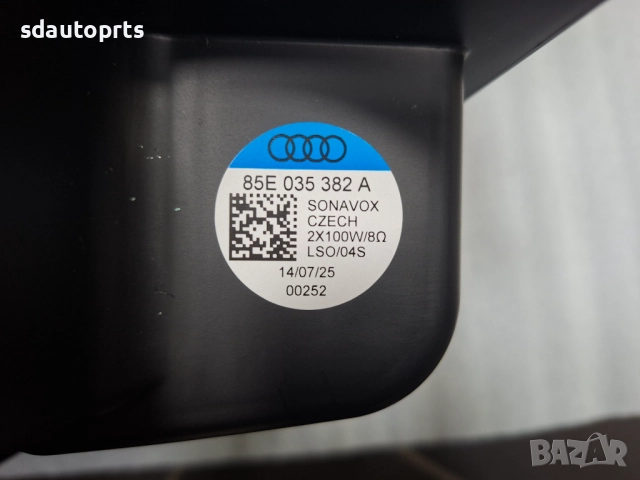 sdautoprts
85E 035 382 A
SONAVOX
CZECH
2X100W/8Ω
LSO/04S
14/07/25
00252
BAZAR